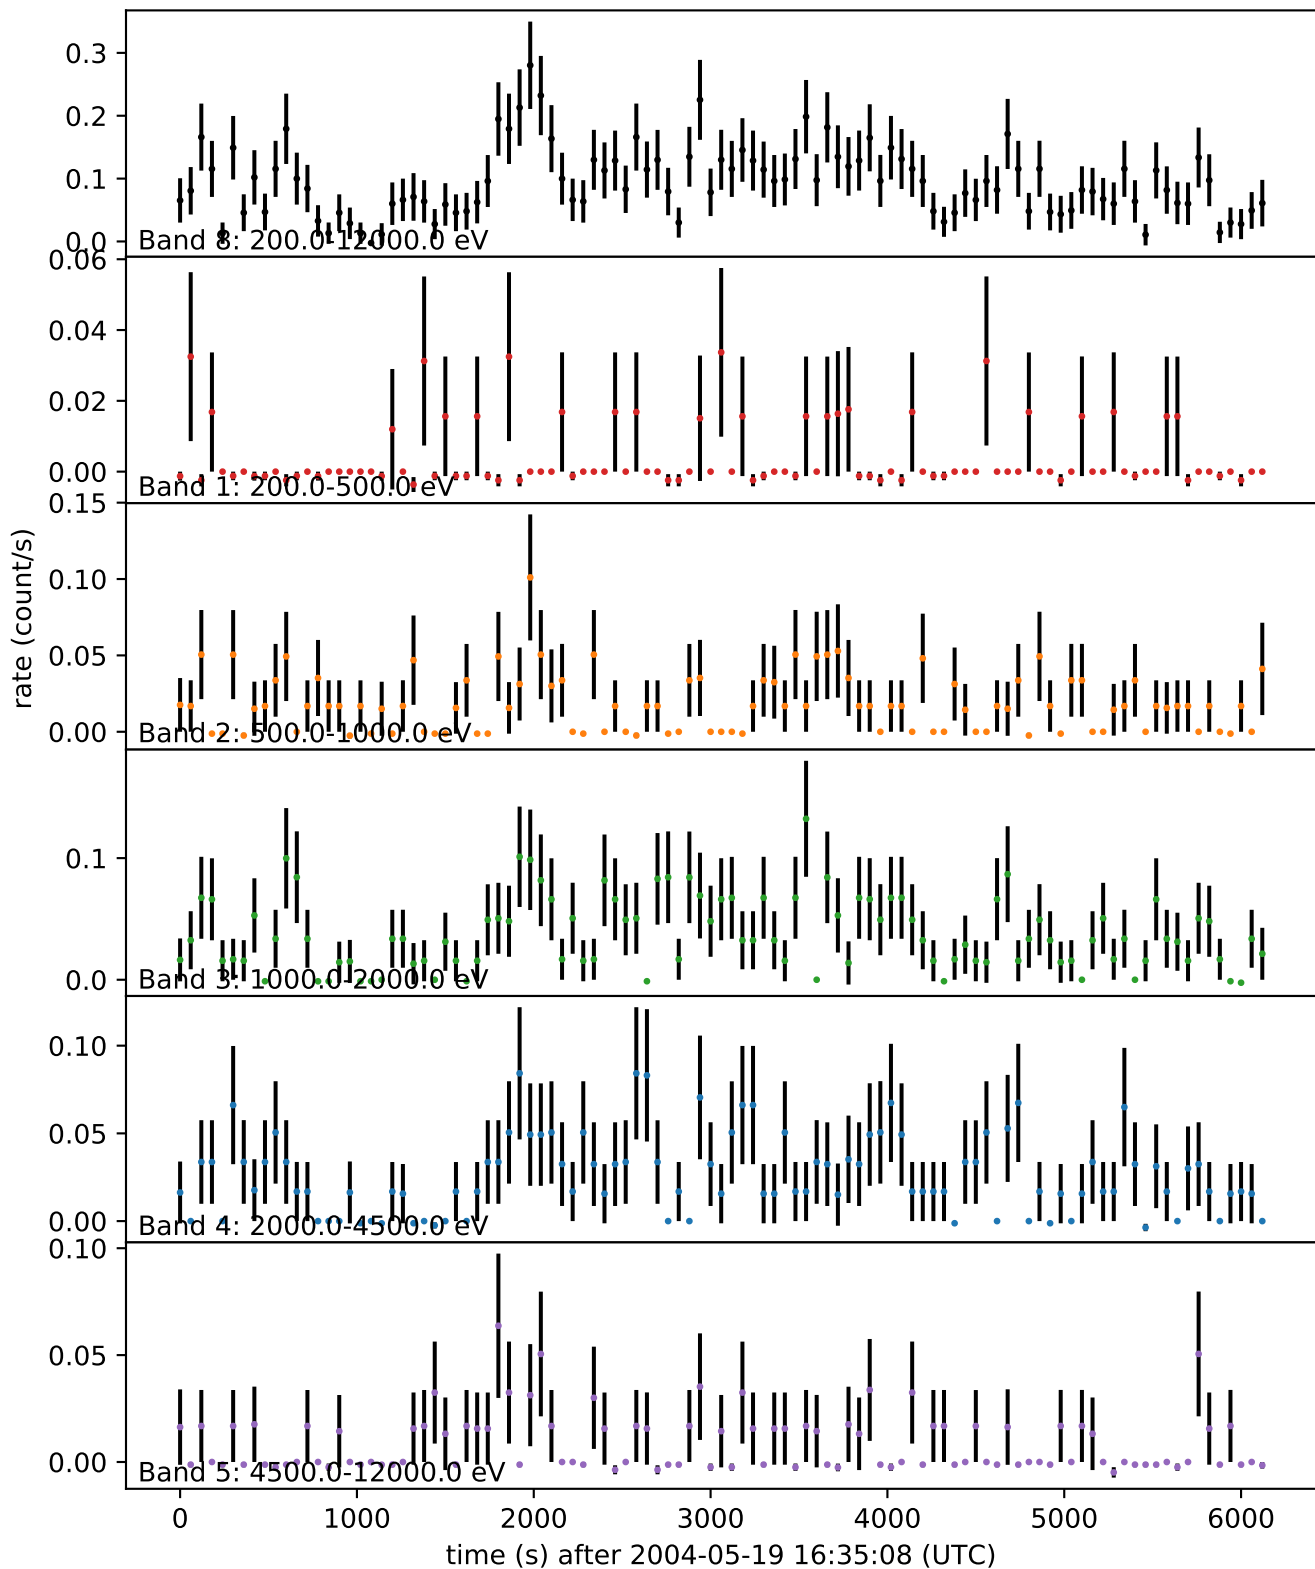 0.3
0.2
0.1
0.0
Band 8: 200.0-12000.0 eV
0.06
0.04
0.02
0.00
Band 1: 200.0-500.0 eV
0.15
0.10
0.05
0.00
Band 2: 500.0-1000.0 eV
rate (count/s)
0.1
0.0
Band 3: 1000.0-2000.0 eV
0.10
0.05
0.00
Band 4: 2000.0-4500.0 eV
0.10
0.05
0.00
Band 5: 4500.0-12000.0 eV
0 1000 2000 3000 4000 5000 6000
time (s) after 2004-05-19 16:35:08 (UTC)